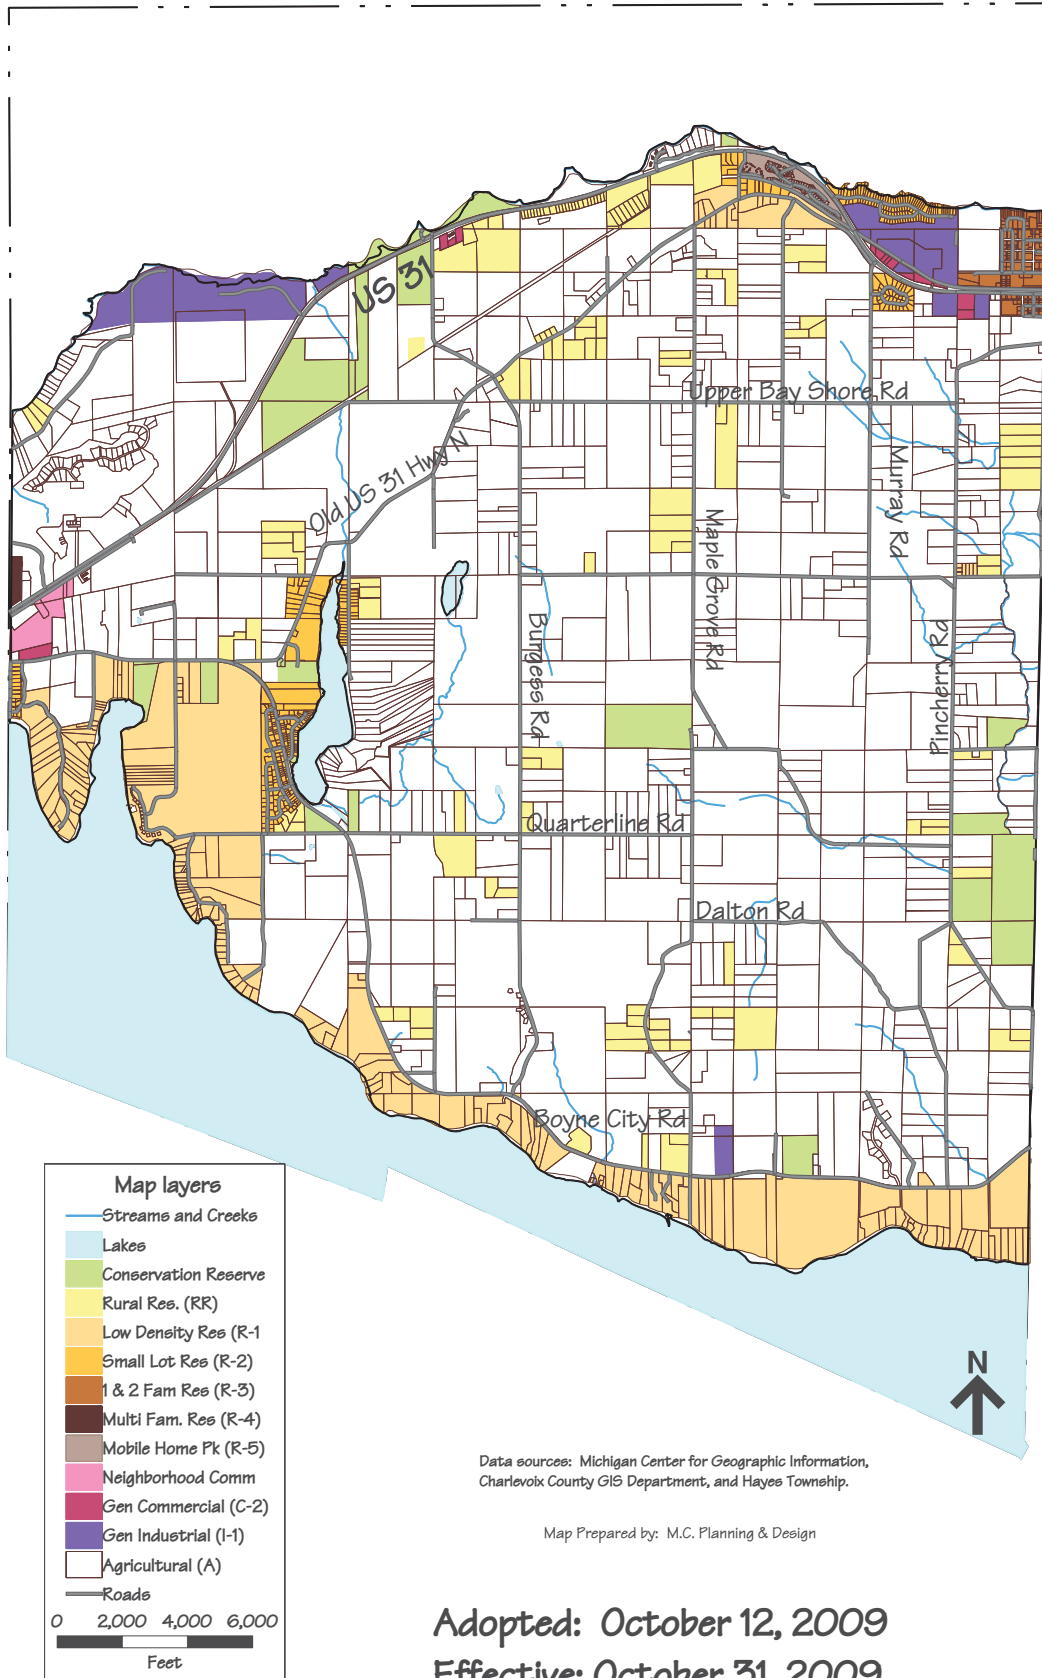 US 31
Upper Bay Shore Rd
Old US 31 Hwy N
Murray Rd
Maple Grove Rd
Burgess Rd
Pincherry Rd
Quarterline Rd
Dalton Rd
Boyne City Rd
Map layers
Streams and Creeks
Lakes
Conservation Reserve
Rural Res. (RR)
Low Density Res (R-1
Small Lot Res (R-2)
1 & 2 Fam Res (R-3)
Multi Fam. Res (R-4)
Mobile Home Pk (R-5)
Neighborhood Comm
Gen Commercial (C-2)
Gen Industrial (I-1)
Agricultural (A)
Roads
0 2,000 4,000 6,000
Feet
N
Data sources: Michigan Center for Geographic Information,
Charlevoix County GIS Department, and Hayes Township.
Map Prepared by: M.C. Planning & Design
Adopted: October 12, 2009
Effective: October 31, 2009